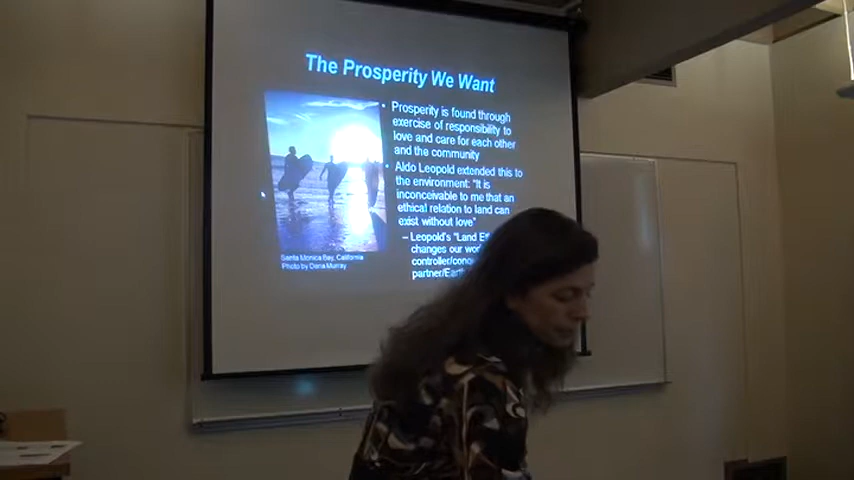 The Prosperity We Want
• Prosperity is found through
exercise of responsibility to
love and care for each other
and the community
• Aldo Leopold extended this to
the environment: "It is
inconceivable to me that an
ethical relation to land can
exist without love"
– Leopold's "Land
changes our
controller/
partner/
Santa Monica Bay, California
Photo by Dana Murray